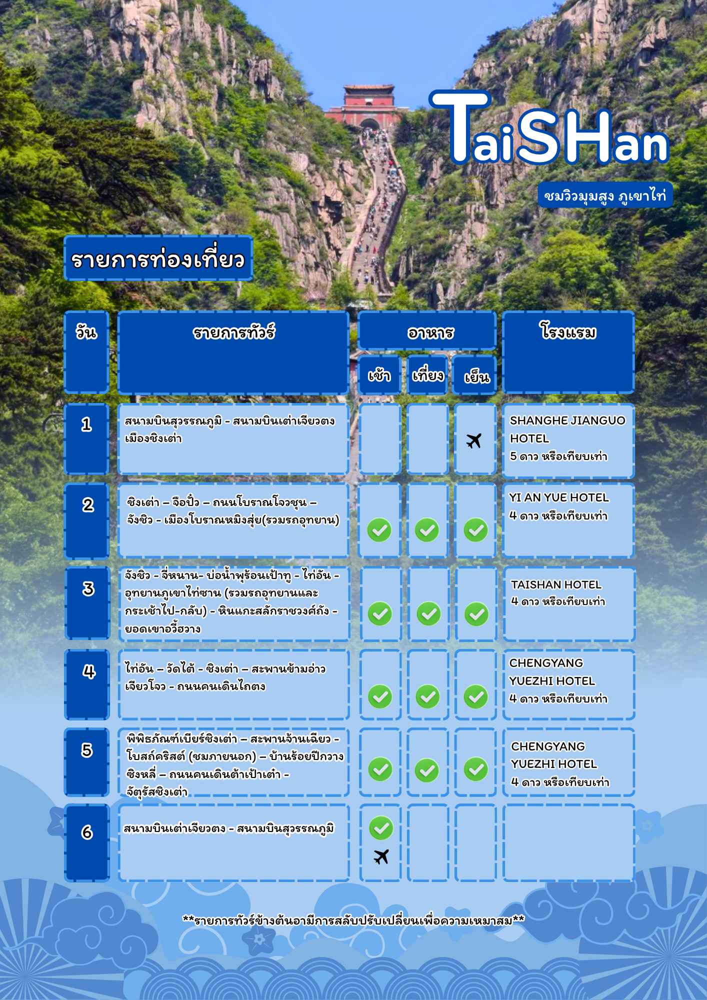 TaiSHan
ชมวิวมุมสูง ภูเขาไท่
รายการท่องเที่ยว
วัน
รายการทัวร์
อาหาร
โรงแรม
เช้า
เที่ยง
เย็น
1
สนามบินสุวรรณภูมิ - สนามบินเต่าเจียวตง
เมืองชิงเต่า
SHANGHE JIANGUO
HOTEL
5 ดาว หรือเทียบเท่า
2
ชิงเต่า – จือปั๋ว – ถนนโบราณโจวชุน –
จังชิว - เมืองโบราณหมิงสุ่ย(รวมรถอุทยาน)
YI AN YUE HOTEL
4 ดาว หรือเทียบเท่า
3
จังชิว - จี่หนาน- บ่อน้ำพุร้อนเป้าทู - ไท่อัน -
อุทยานภูเขาไท่ซาน (รวมรถอุทยานและ
กระเช้าไป-กลับ) - หินแกะสลักราชวงศ์ถัง -
ยอดเขาอวี้ฮวาง
TAISHAN HOTEL
4 ดาว หรือเทียบเท่า
4
ไท่อัน – วัดไต้ - ชิงเต่า – สะพานข้ามอ่าว
เจียวโจว - ถนนคนเดินไถตง
CHENGYANG
YUEZHI HOTEL
4 ดาว หรือเทียบเท่า
5
พิพิธภัณฑ์เบียร์ชิงเต่า – สะพานจ้านเฉียว -
โบสถ์คริสต์ (ชมภายนอก) – บ้านร้อยปีกวาง
ซิงหลี่ – ถนนคนเดินต้าเป้าเต๋า -
จัตุรัสชิงเต่า
CHENGYANG
YUEZHI HOTEL
4 ดาว หรือเทียบเท่า
6
สนามบินเต่าเจียวตง - สนามบินสุวรรณภูมิ
**รายการทัวร์ข้างต้นอามีการสลับปรับเปลี่ยนเพื่อความเหมาสม**